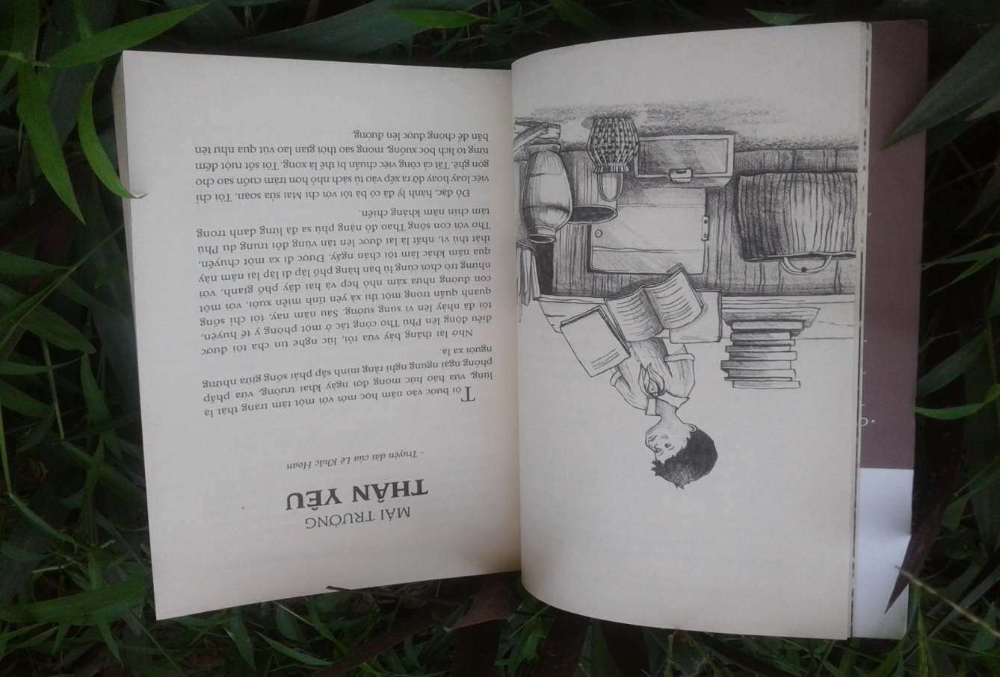 MÁI TRƯỜNG
THÂN YÊU
- Truyện dài của Lê Khắc Hoan
Tôi bước vào năm học mới với một tâm trạng thật lạ
lùng, vừa háo hức mong đợi ngày khai trường, vừa phấp
phỏng ngại ngùng nghĩ rằng mình sắp phải sống giữa những
người xa lạ.
Nhớ lại tháng bảy vừa rồi, lúc nghe tin cha tôi được
điều động lên Phú Thọ công tác ở một phòng y tế huyện,
tôi đã nhảy lên vì sung sướng. Sáu năm nay, tôi chỉ sống
quanh quẩn trong một thị xã yên tĩnh miền xuôi, với một
con đường nhựa xám nhỏ hẹp và hai dãy phố gianh, với
những trò chơi cùng lũ bạn hàng phố lặp đi lặp lại năm này
qua năm khác làm tôi chán ngấy. Được đi xa một chuyến,
thật thú vị, nhất là lại được lên tận vùng đồi trung du Phú
Thọ với con sông Thao đỏ nặng phù sa đã lừng danh trong
tám chín năm kháng chiến.
Đồ đạc, hành lý đã có bà tôi với chị Mai sửa soạn. Tôi chỉ
việc loay hoay dỡ ra xếp vào tủ sách nhỏ hơn trăm cuốn sao cho
gọn ghẽ. Tất cả công việc chuẩn bị thế là xong. Tôi sốt ruột đếm
từng tờ lịch bóc xuống, mong sao thời gian lao vút qua như tên
bắn để chóng được lên đường.